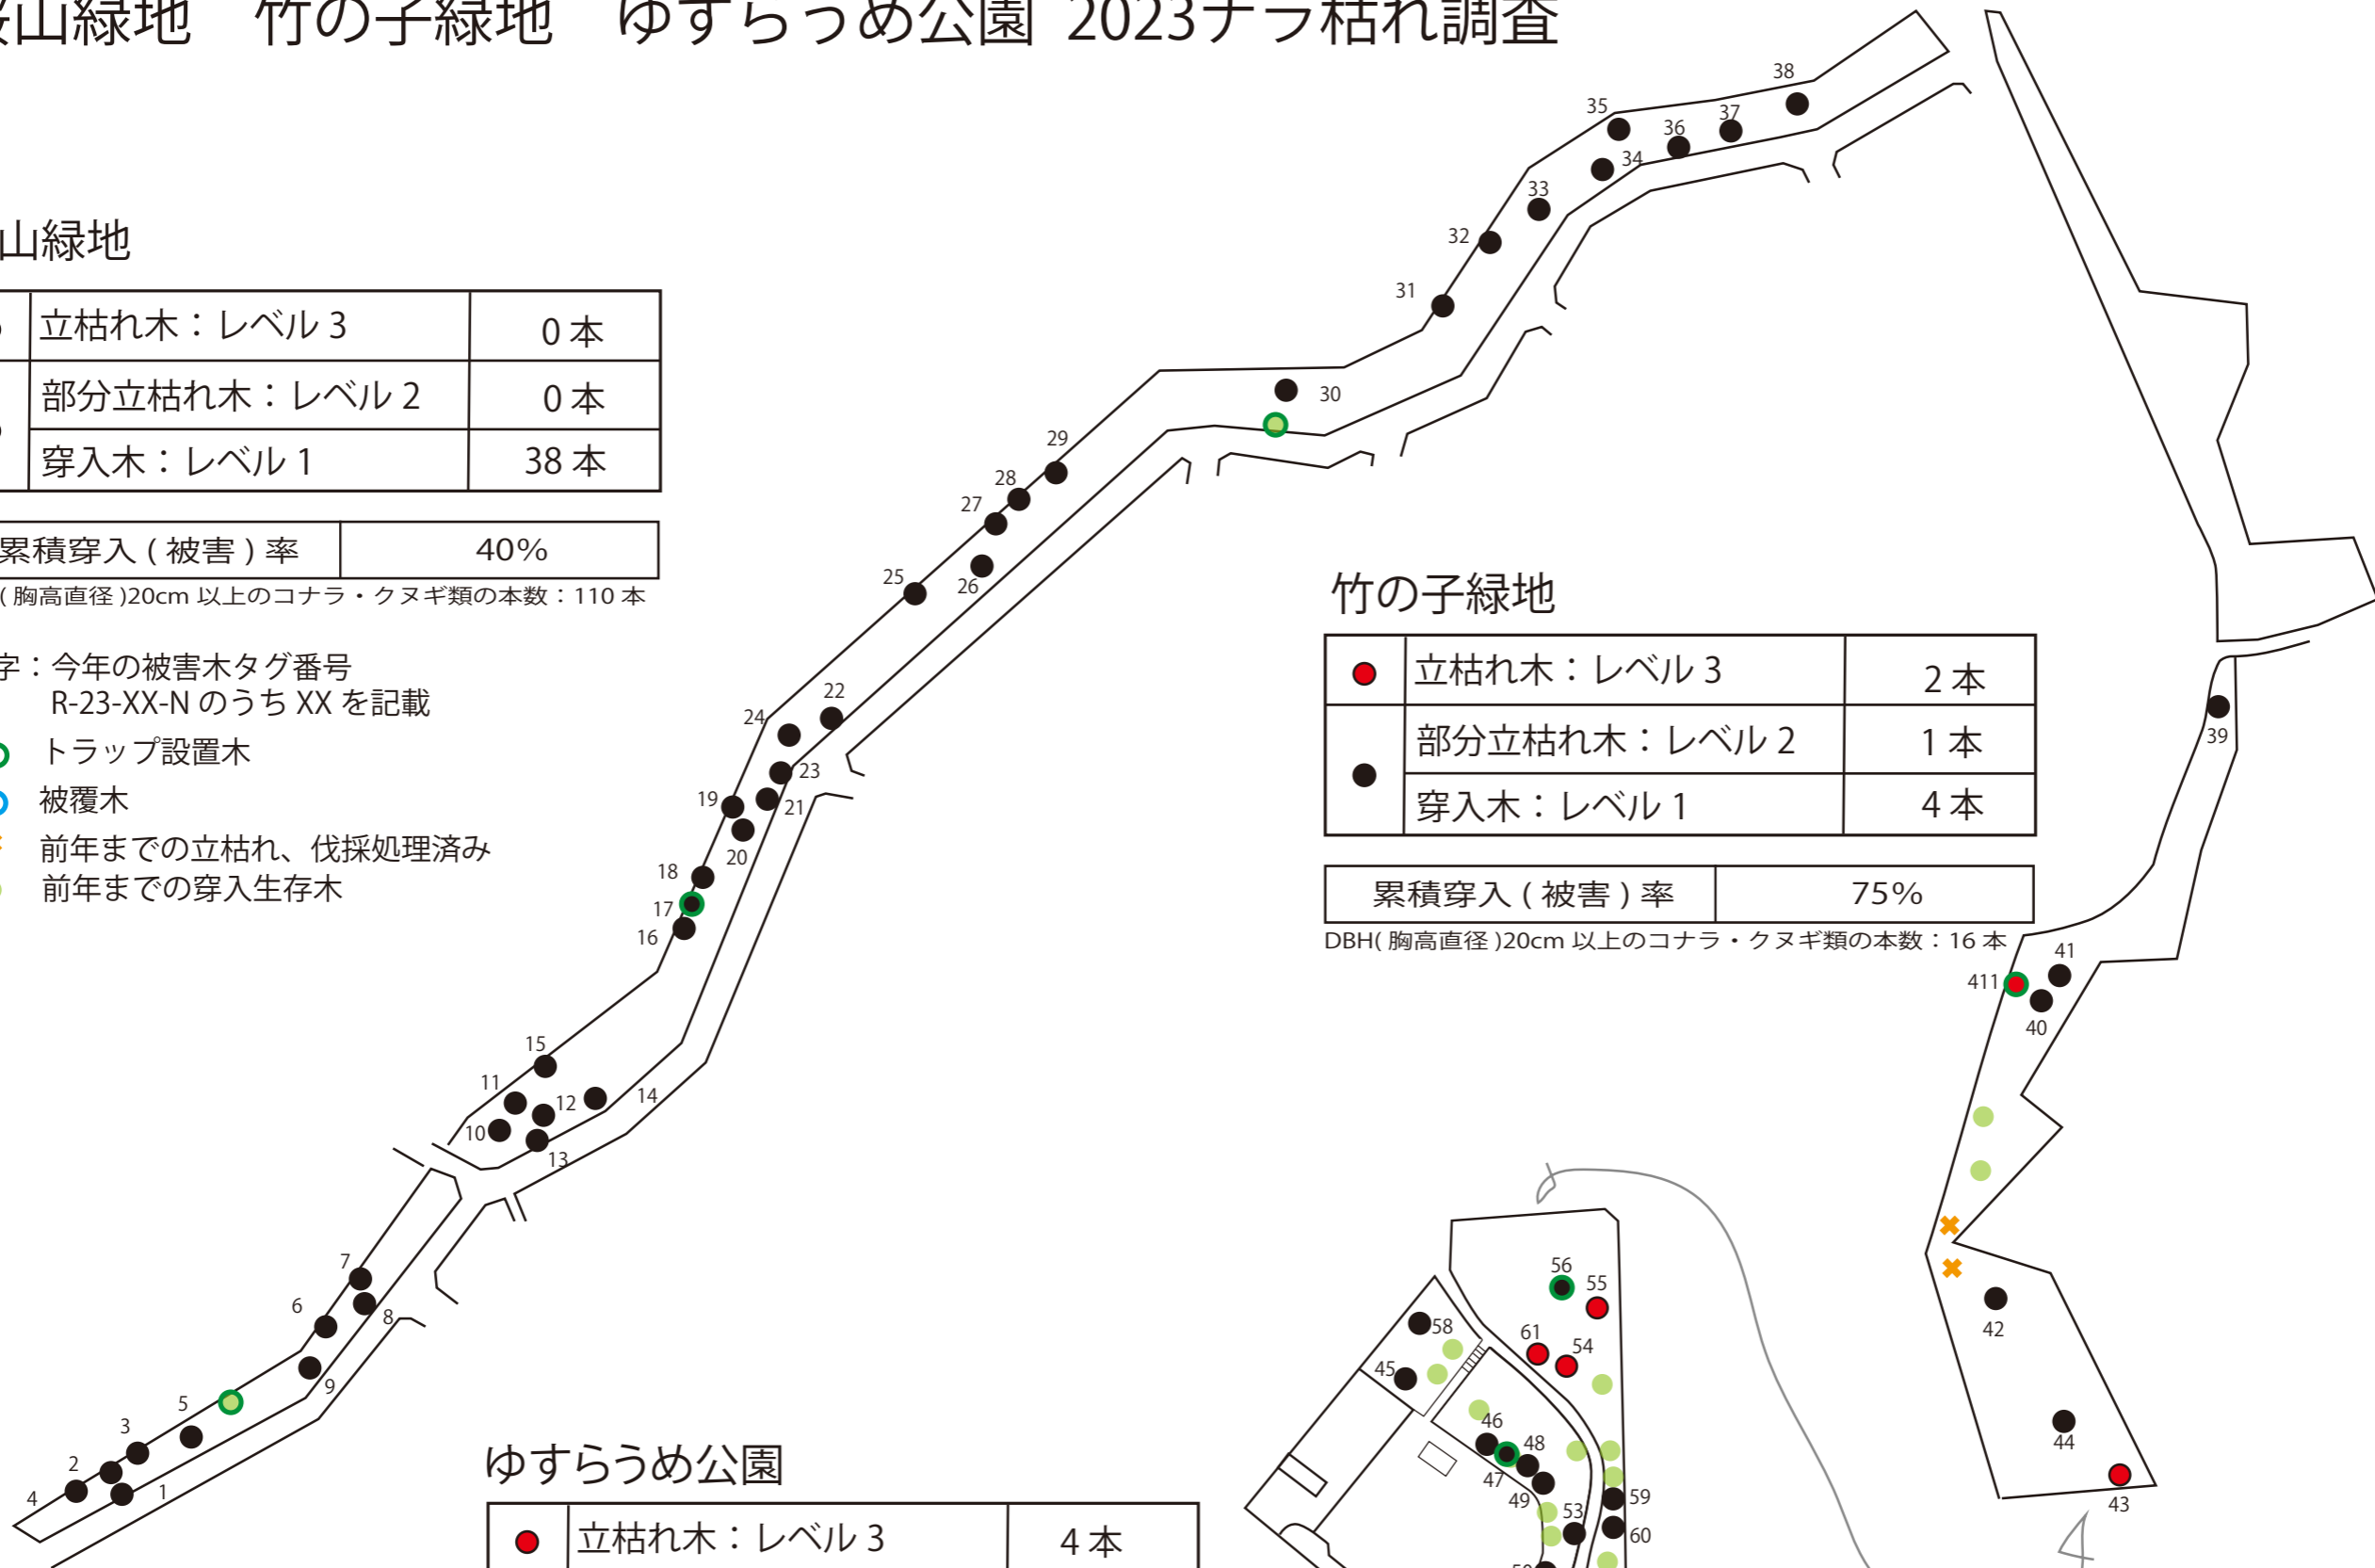 山緑地　竹の子緑地　ゆすらうめ公園 2023ナラ枯れ調査
山緑地
立枯れ木：レベル 3　0 本
部分立枯れ木：レベル 2　0 本
穿入木：レベル 1　38 本
累積穿入 ( 被害 ) 率　40%
( 胸高直径 )20cm 以上のコナラ・クヌギ類の本数：110 本
字：今年の被害木タグ番号
R-23-XX-N のうち XX を記載
トラップ設置木
被覆木
前年までの立枯れ、伐採処理済み
前年までの穿入生存木
竹の子緑地
立枯れ木：レベル 3　2 本
部分立枯れ木：レベル 2　1 本
穿入木：レベル 1　4 本
累積穿入 ( 被害 ) 率　75%
DBH( 胸高直径 )20cm 以上のコナラ・クヌギ類の本数：16 本
ゆすらうめ公園
立枯れ木：レベル 3　4 本
38
35
37
36
34
33
32
31
30
29
28
27
26
25
22
24
23
19
21
20
18
17
16
15
11
12
14
10
13
7
6
8
9
5
3
2
4
1
39
41
411
40
42
44
43
56
55
61
54
58
45
46
48
47
49
53
59
60